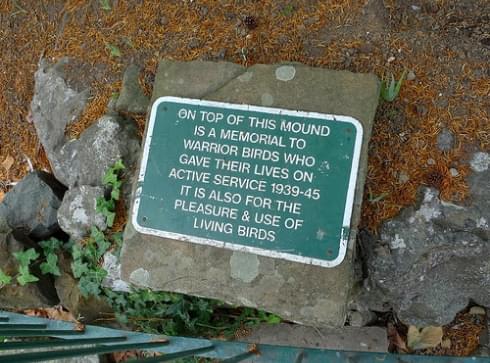 ON TOP OF THIS MOUND
IS A MEMORIAL TO
WARRIOR BIRDS WHO
GAVE THEIR LIVES ON
ACTIVE SERVICE 1939-45
IT IS ALSO FOR THE
PLEASURE & USE OF
LIVING BIRDS